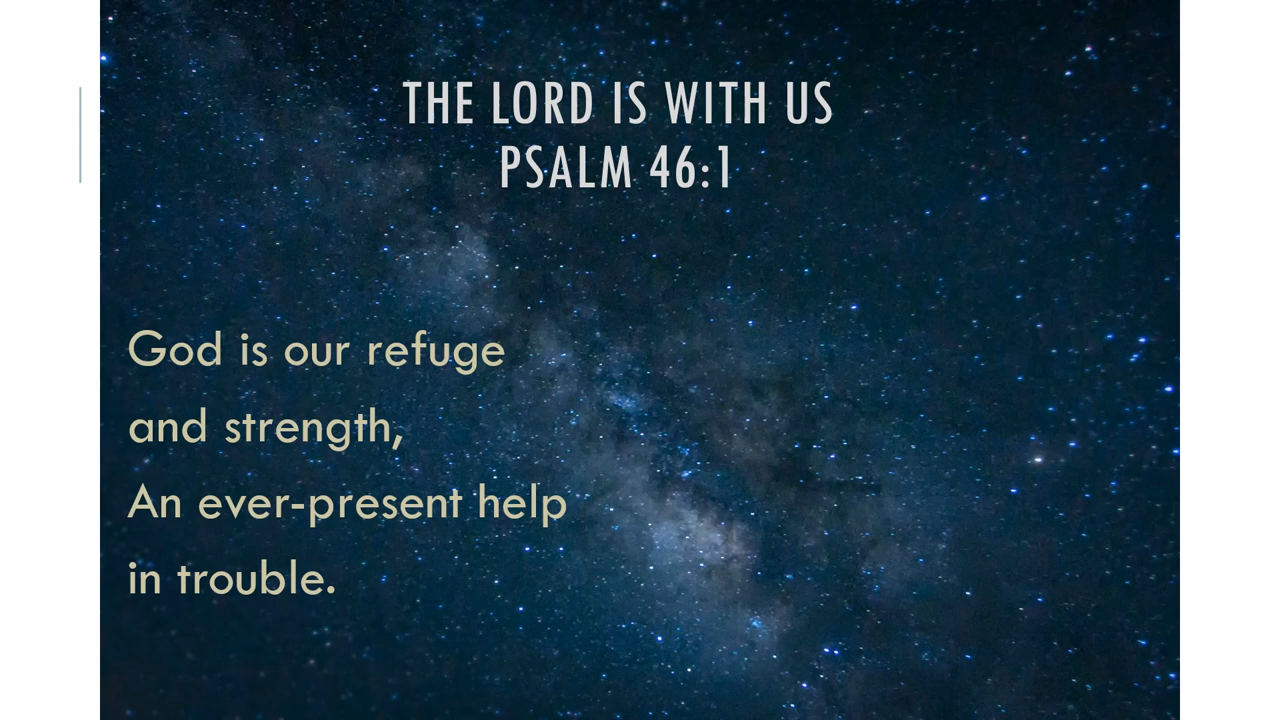 THE LORD IS WITH US
PSALM 46:1
God is our refuge
and strength,
An ever-present help
in trouble.